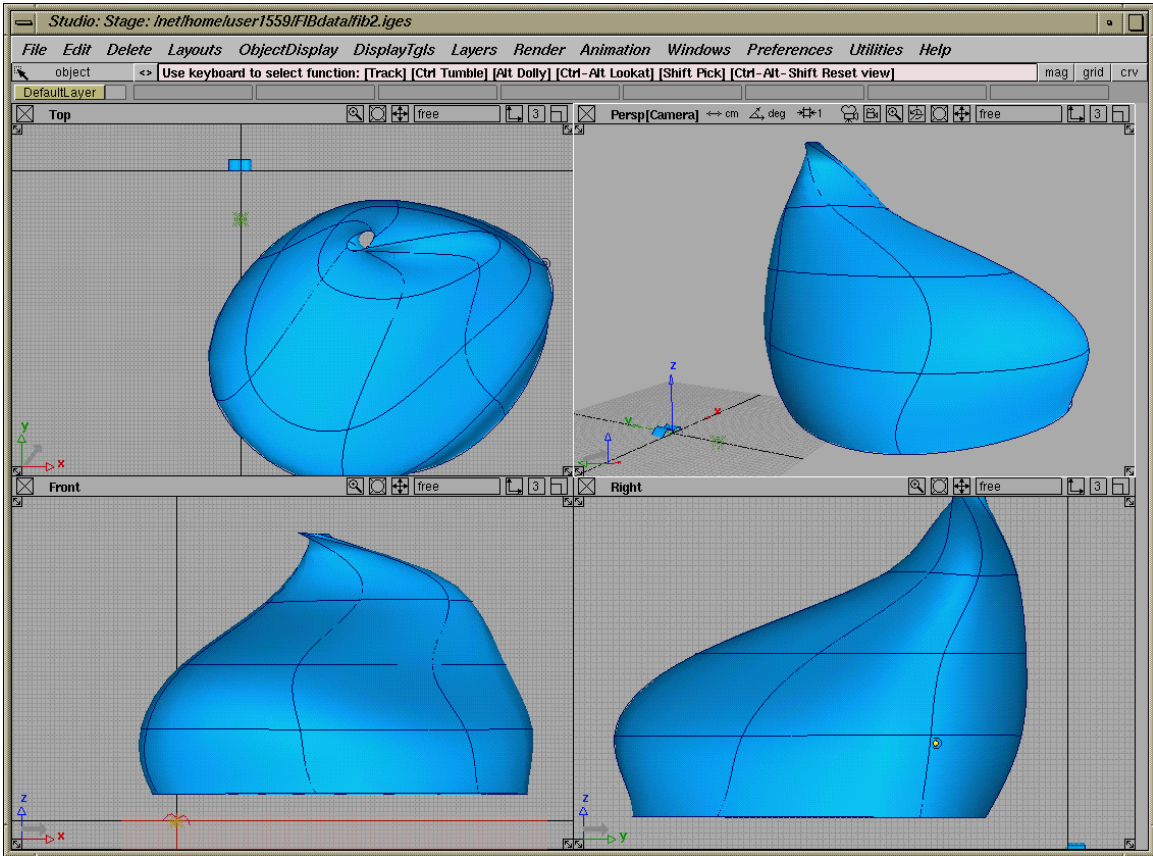 Studio: Stage: /net/home/user1559/FIBdata/fib2.iges
File Edit Delete Layouts ObjectDisplay DisplayTgls Layers Render Animation Windows Preferences Utilities Help
object <> Use keyboard to select function: [Track] [Ctrl Tumble] [Alt Dolly] [Ctrl-Alt Lookat] [Shift Pick] [Ctrl-Alt-Shift Reset view] mag grid crv
DefaultLayer
Top free 3
Persp[Camera] cm deg 1 free 3
z
y x
y
x
Front free 3
Right free 3
z
x
z
y